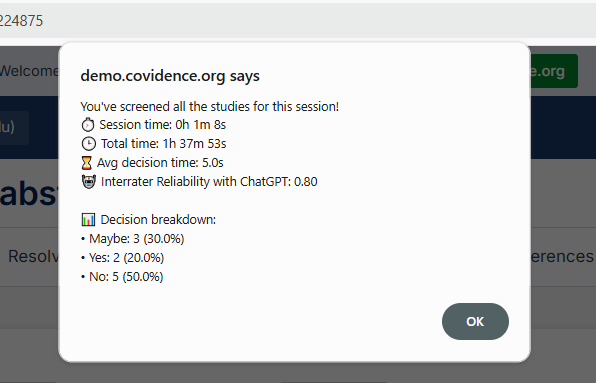 224875
Welcome
e.org
demo.covidence.org says
You've screened all the studies for this session!
⏱ Session time: 0h 1m 8s
🕒 Total time: 1h 37m 53s
⌛ Avg decision time: 5.0s
🤖 Interrater Reliability with ChatGPT: 0.80
lu)
abst
📊 Decision breakdown:
• Maybe: 3 (30.0%)
• Yes: 2 (20.0%)
• No: 5 (50.0%)
Resolv
erences
OK